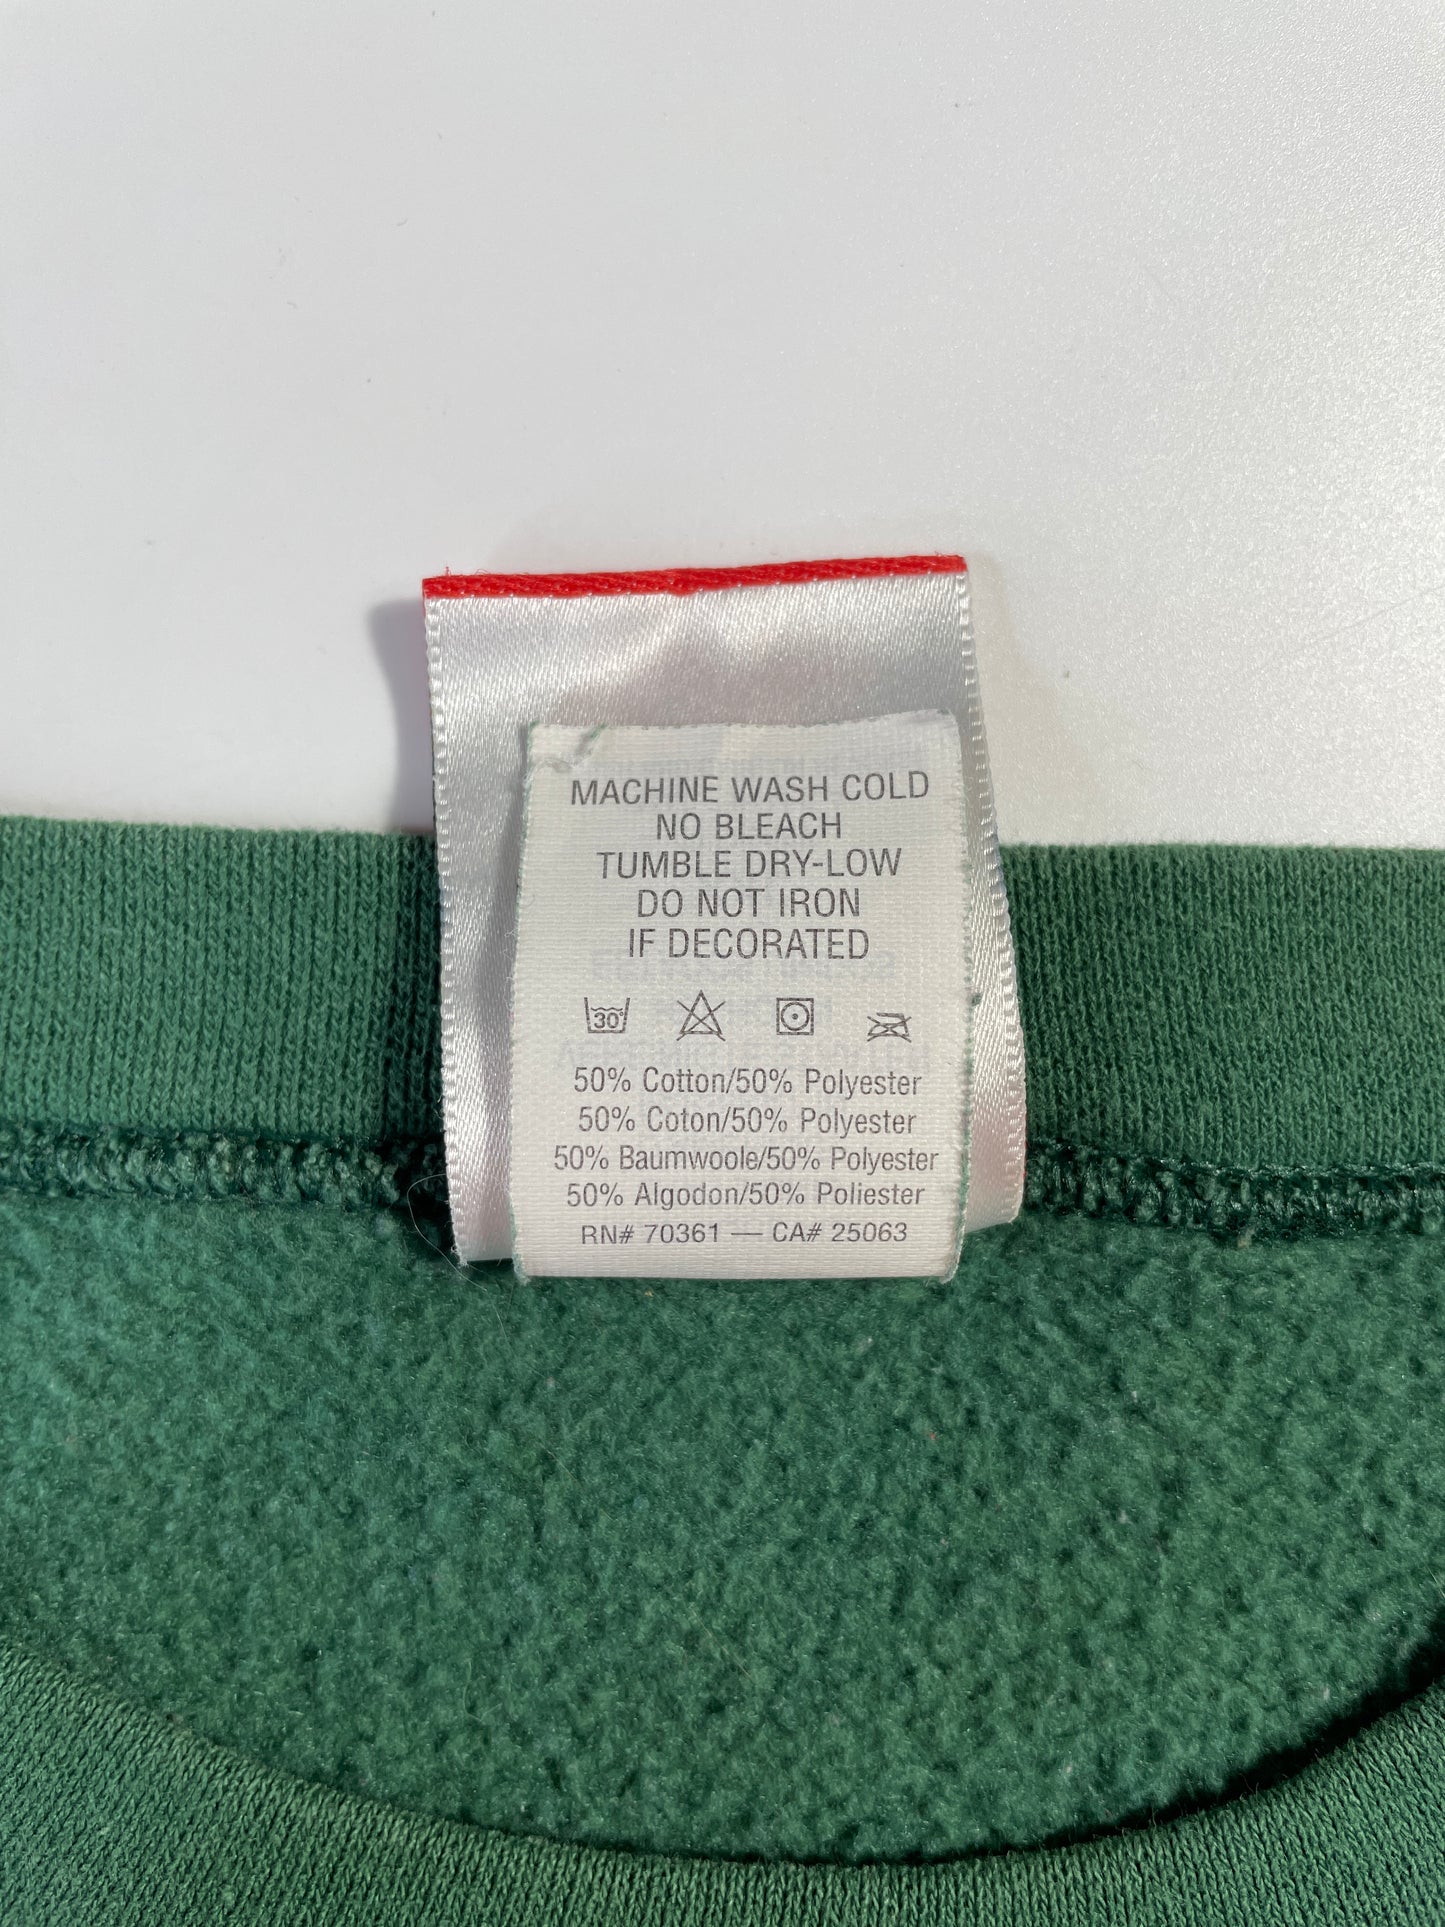 MACHINE WASH COLD
NO BLEACH
TUMBLE DRY-LOW
DO NOT IRON
IF DECORATED
30°
50% Cotton/50% Polyester
50% Coton/50% Polyester
50% Baumwoole/50% Polyester
50% Algodon/50% Poliester
RN# 70361 — CA# 25063